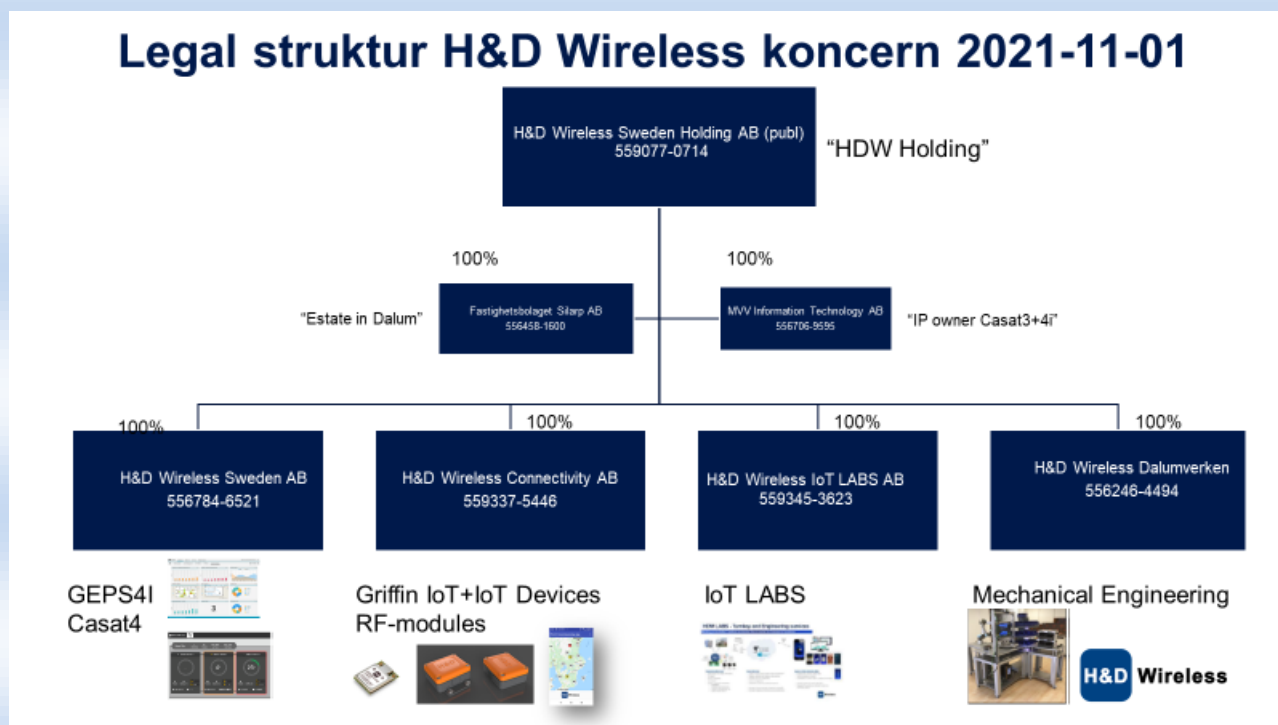 Legal struktur H&D Wireless koncern 2021-11-01
H&D Wireless Sweden Holding AB (publ)
559077-0714
“HDW Holding”
100%
100%
“Estate in Dalum”
Fastighetsbolaget Silarp AB
556458-1600
MVV Information Technology AB
556706-9595
“IP owner Casat3+4i”
100%
100%
100%
100%
H&D Wireless Sweden AB
556784-6521
H&D Wireless Connectivity AB
559337-5446
H&D Wireless IoT LABS AB
559345-3623
H&D Wireless Dalumverken
556246-4494
GEPS4I
Casat4
Griffin IoT+IoT Devices
RF-modules
IoT LABS
Mechanical Engineering
H&D Wireless